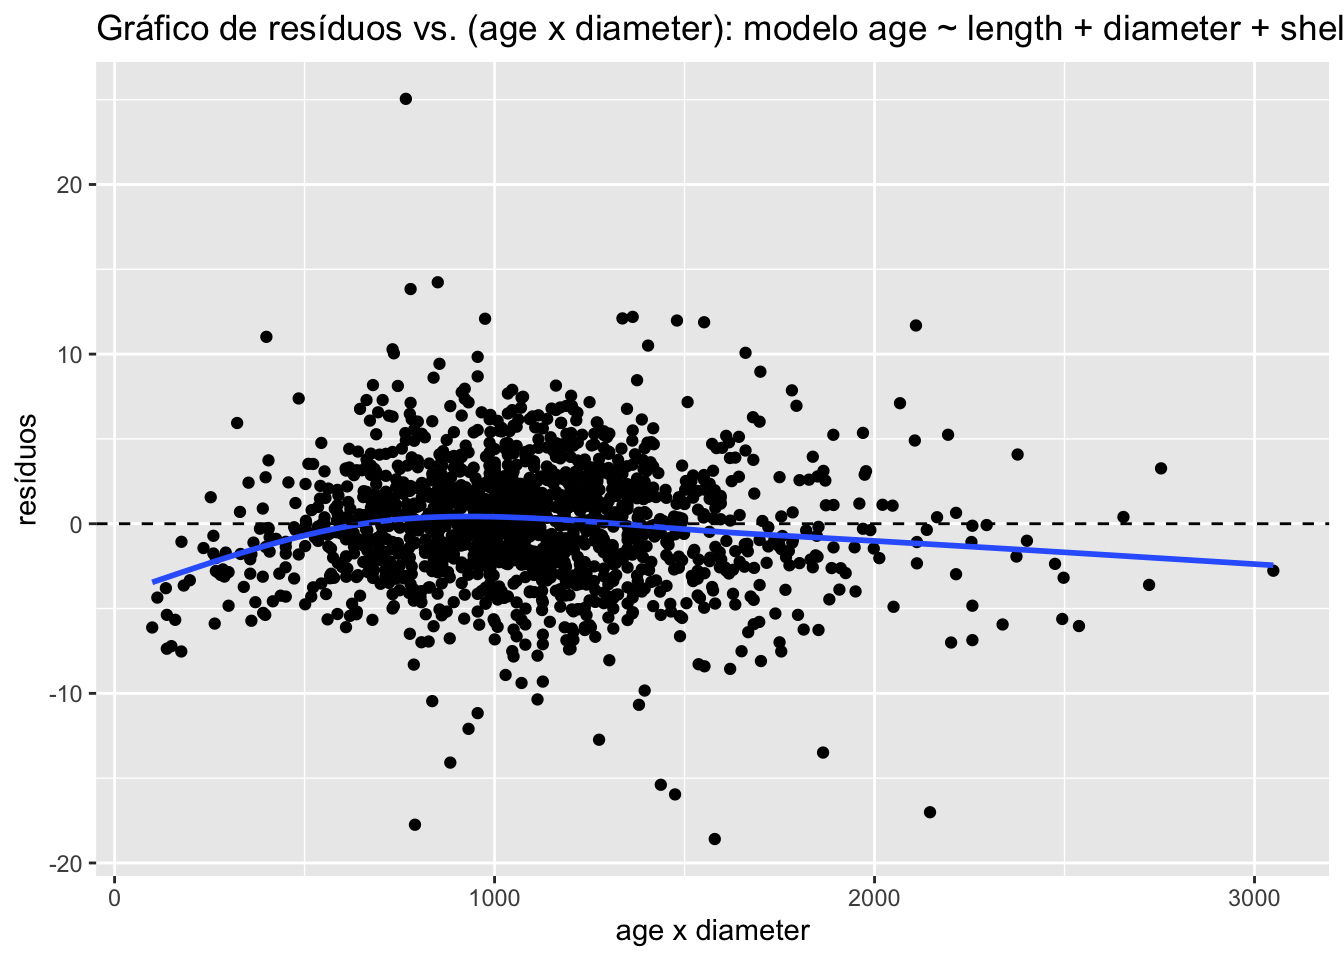 Gráfico de resíduos vs. (age x diameter): modelo age ~ length + diameter + shel
20
10
0
-10
-20
resíduos
0 1000 2000 3000
age x diameter